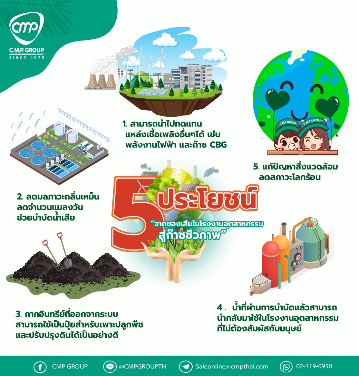 cmp
C.M.P GROUP
SINCE 1978
1. สามารถนำไปทดแทน
แหล่งเชื้อเพลิงอื่นๆได้ เช่น
พลังงานไฟฟ้า และก๊าซ CBG
2. ลดมลภาวะกลิ่นเหม็น
ลดจำนวนแมลงวัน
ช่วยบำบัดน้ำเสีย
5 ประโยชน์
"จากของเสียในโรงงานอุตสาหกรรม
สู่ก๊าซชีวภาพ"
5. แก้ปัญหาสิ่งแวดล้อม
ลดสภาวะโลกร้อน
3. กากอินทรีย์ที่ออกจากระบบ
สามารถใช้เป็นปุ๋ยสำหรับเพาะปลูกพืช
และปรับปรุงดินได้เป็นอย่างดี
4 . น้ำที่ผ่านการบำบัดแล้วสามารถ
นำกลับมาใช้ในโรงงานอุตสาหกรรม
ที่ไม่ต้องสัมผัสกับมนุษย์
CMP GROUP
@CMPGROUPTH
Saleonline@cmpthai.com
02-119-0950